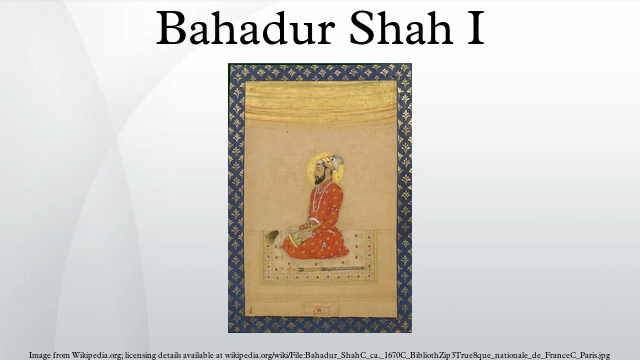 Bahadur Shah I
Image from Wikipedia.org; licensing details available at wikipedia.org/wiki/File:Bahadur_ShahC_ca._1670C_BibliothZip3True8que_nationale_de_FranceC_Paris.jpg